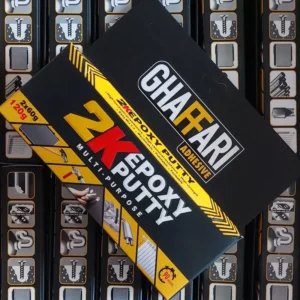 GHAFFARI
ADHESIVE
2K EPOXY PUTTY
2K EPOXY
PUTTY
MULTI-PURPOSE
2x60g
120g